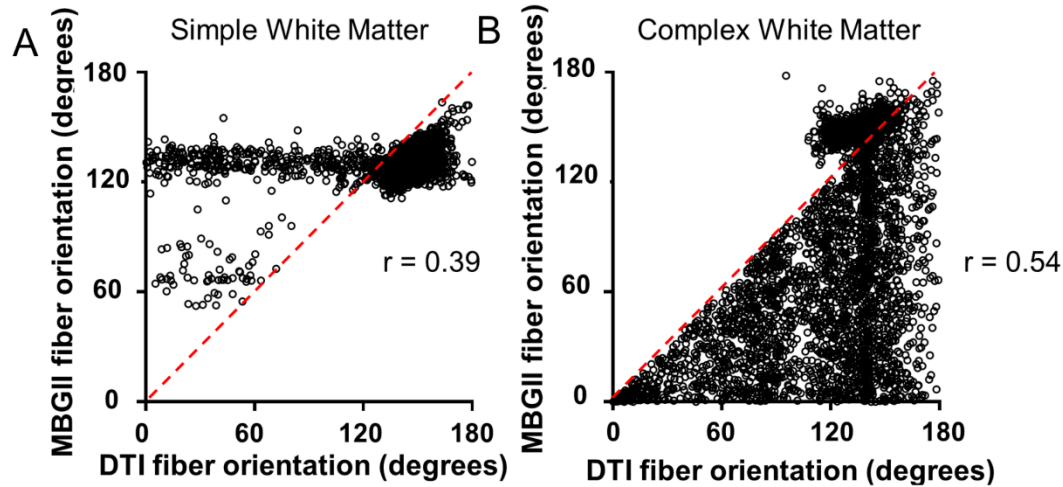 A
Simple White Matter
MBGII fiber orientation (degrees)
180
120
60
0
r = 0.39
0 60 120 180
DTI fiber orientation (degrees)
B
Complex White Matter
MBGII fiber orientation (degrees)
180
120
60
0
r = 0.54
0 60 120 180
DTI fiber orientation (degrees)